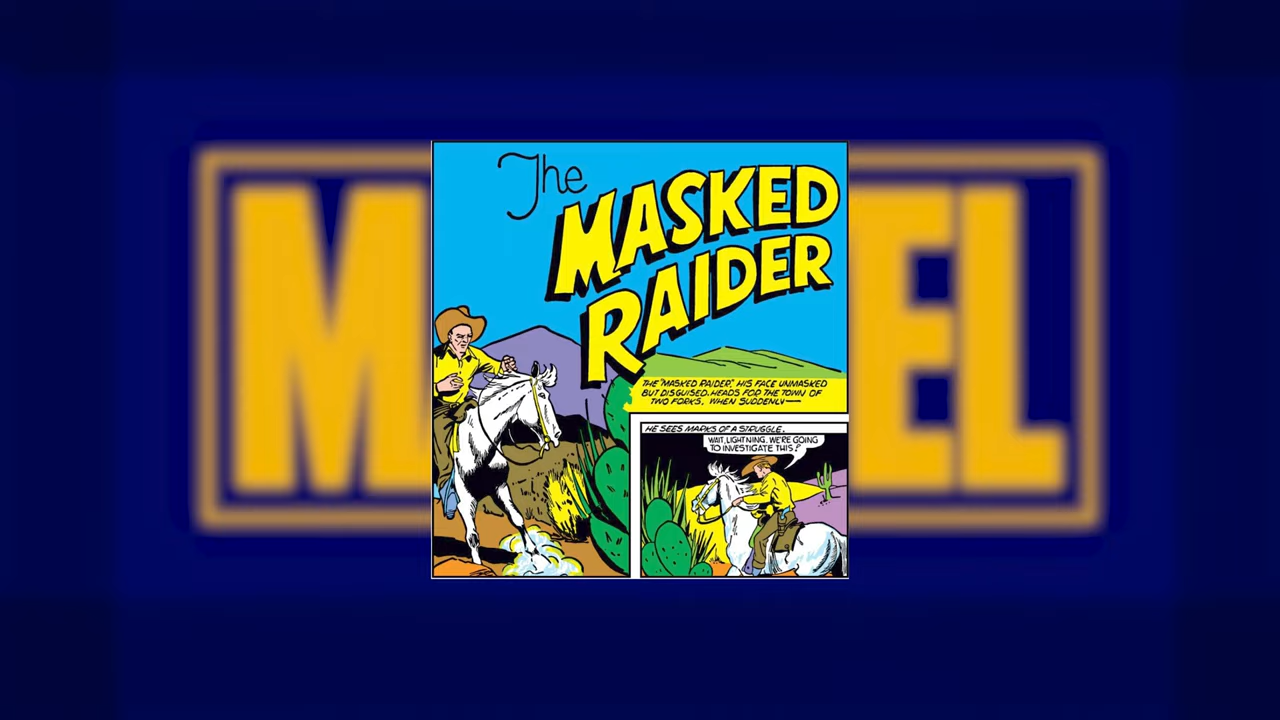 The
MASKED
RAIDER
THE "MASKED RAIDER," HIS FACE UNMASKED
BUT DISGUISED, HEADS FOR THE TOWN OF
TWO FORKS, WHEN SUDDENLY—
HE SEES MARKS OF A STRUGGLE.
WAIT, LIGHTNING. WE'RE GOING
TO INVESTIGATE THIS!
M EL